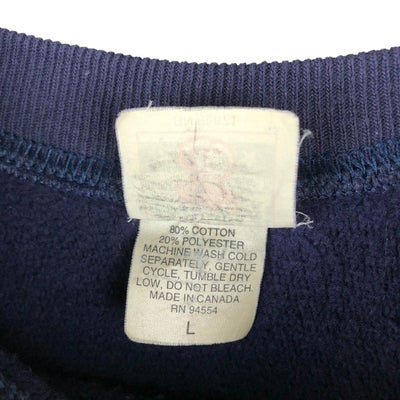 80% COTTON
20% POLYESTER
MACHINE WASH COLD
SEPARATELY, GENTLE
CYCLE, TUMBLE DRY
LOW, DO NOT BLEACH.
MADE IN CANADA
RN 94554
L